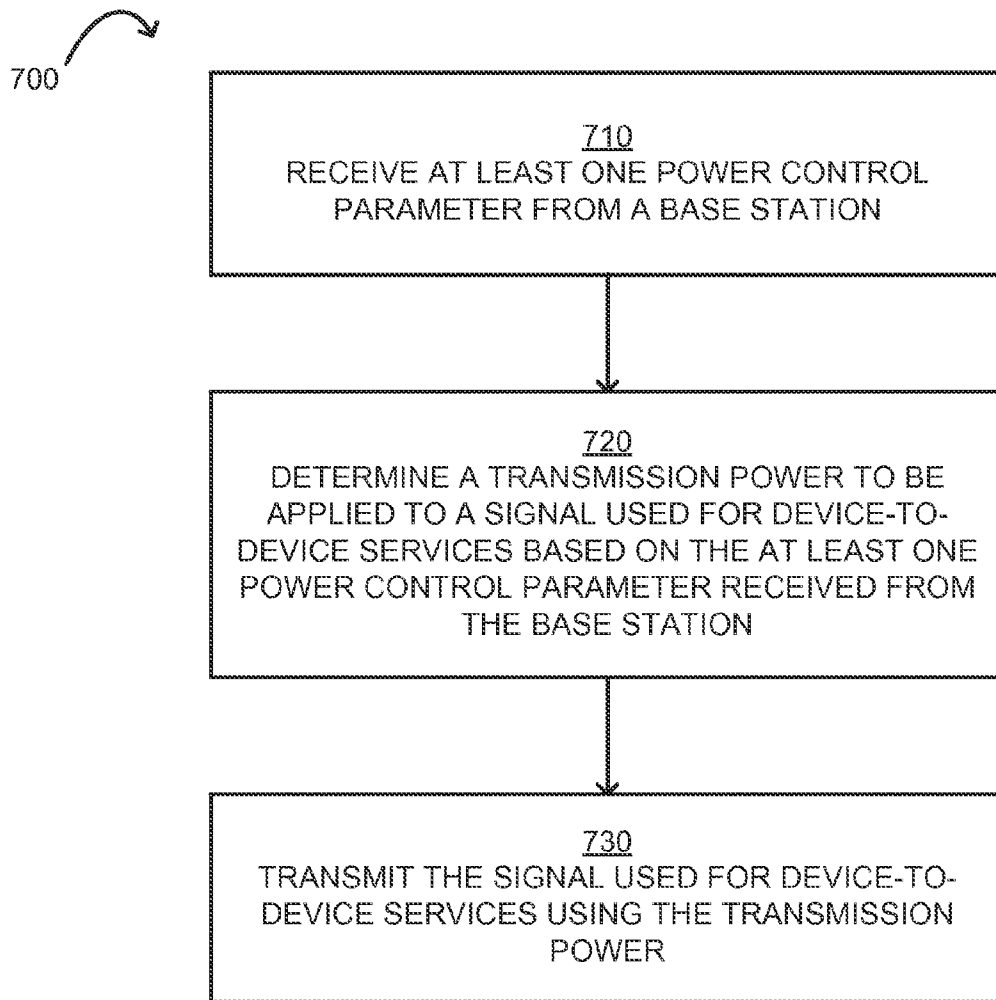 700
710
RECEIVE AT LEAST ONE POWER CONTROL
PARAMETER FROM A BASE STATION
720
DETERMINE A TRANSMISSION POWER TO BE
APPLIED TO A SIGNAL USED FOR DEVICE-TO-
DEVICE SERVICES BASED ON THE AT LEAST ONE
POWER CONTROL PARAMETER RECEIVED FROM
THE BASE STATION
730
TRANSMIT THE SIGNAL USED FOR DEVICE-TO-
DEVICE SERVICES USING THE TRANSMISSION
POWER